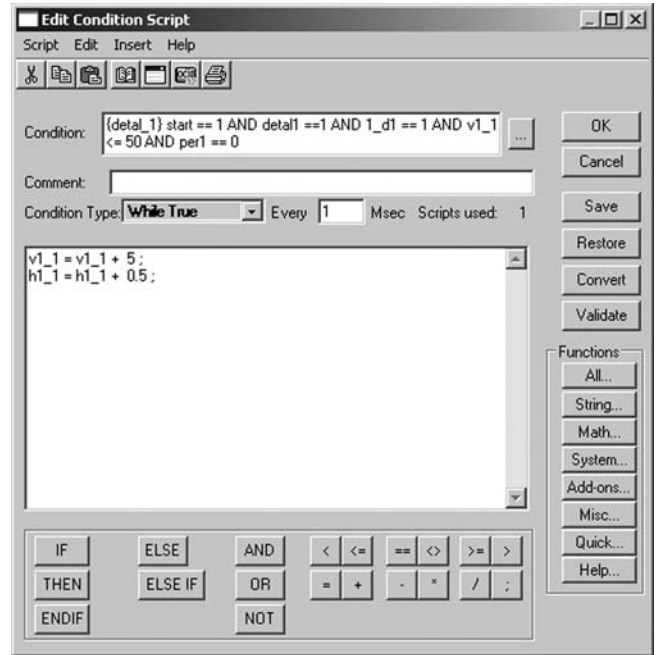 Edit Condition Script
Script Edit Insert Help
Condition: {detal_1} start == 1 AND detal1 ==1 AND 1_d1 == 1 AND v1_1
<= 50 AND per1 == 0
...
OK
Cancel
Comment:
Condition Type: While True Every 1 Msec Scripts used: 1
Save
Restore
Convert
Validate
v1_1 = v1_1 + 5 ;
h1_1 = h1_1 + 0.5 ;
Functions
All...
String...
Math...
System...
Add-ons...
Misc...
Quick...
Help...
IF ELSE AND < <= == <> >= >
THEN ELSE IF OR = + - * / ;
ENDIF NOT